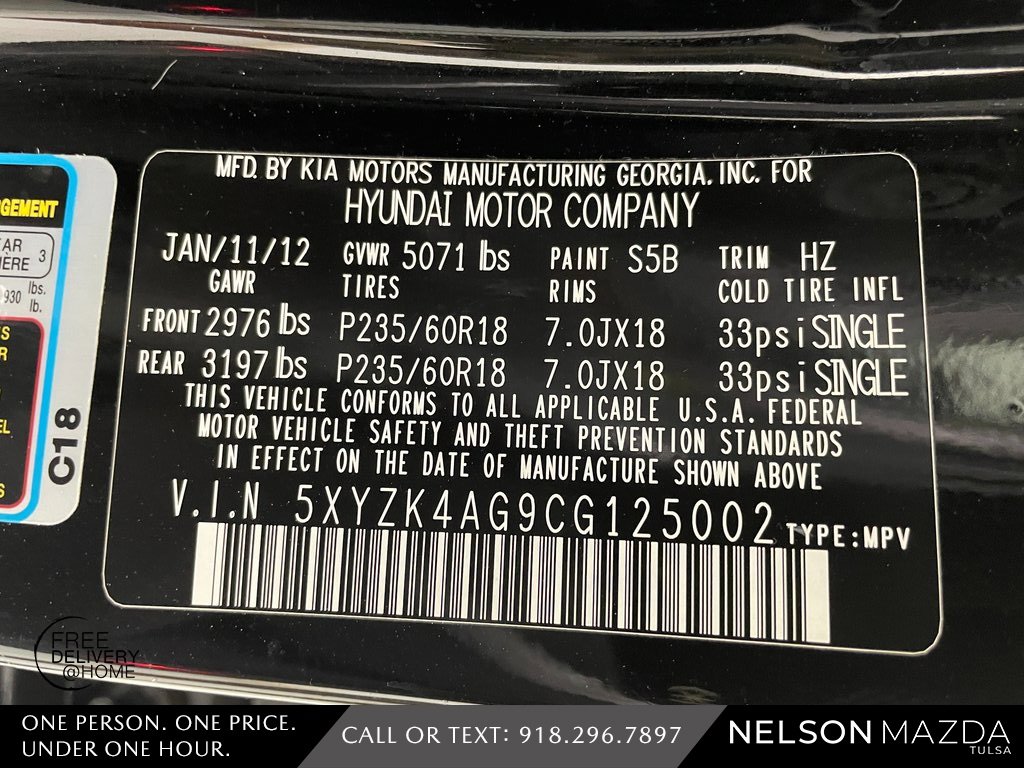 MFD. BY KIA MOTORS MANUFACTURING GEORGIA, INC. FOR
HYUNDAI MOTOR COMPANY
JAN/11/12 GVWR 5071 lbs PAINT S5B TRIM HZ
GAWR TIRES RIMS COLD TIRE INFL
FRONT 2976 lbs P235/60R18 7.0JX18 33psi SINGLE
REAR 3197 lbs P235/60R18 7.0JX18 33psi SINGLE
THIS VEHICLE CONFORMS TO ALL APPLICABLE U.S.A. FEDERAL
MOTOR VEHICLE SAFETY AND THEFT PREVENTION STANDARDS
IN EFFECT ON THE DATE OF MANUFACTURE SHOWN ABOVE
V.I.N 5XYZK4AG9CG125002 TYPE:MPV
3
930 lbs.
lb.
C18
FREE
DELIVERY
@HOME
ONE PERSON. ONE PRICE.
UNDER ONE HOUR.
CALL OR TEXT: 918.296.7897
NELSON MAZDA
TULSA